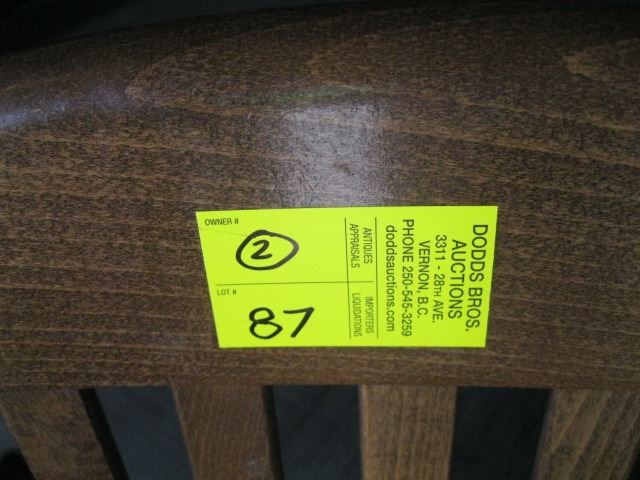 OWNER #
2
LOT #
87
ANTIQUES
APPRAISALS
IMPORTERS
LIQUIDATIONS
DODDS BROS.
AUCTIONS
3311 - 28TH AVE.
VERNON, B.C.
PHONE 250-545-3259
doddsauctions.com